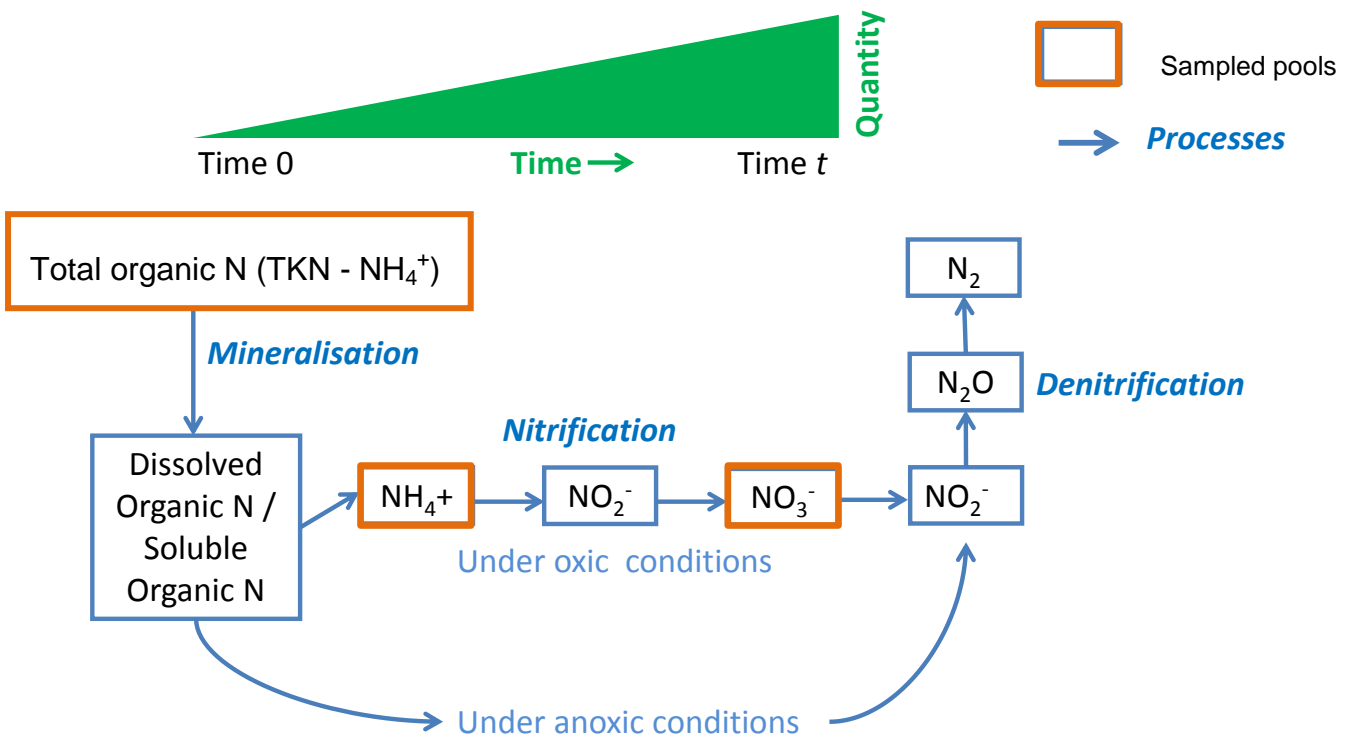 Quantity
Sampled pools
Processes
Time 0
Time
Time t
Total organic N (TKN - NH₄⁺)
Mineralisation
N₂
N₂O
Denitrification
Nitrification
Dissolved
Organic N /
Soluble
Organic N
NH₄+
NO₂⁻
NO₃⁻
NO₂⁻
Under oxic conditions
Under anoxic conditions